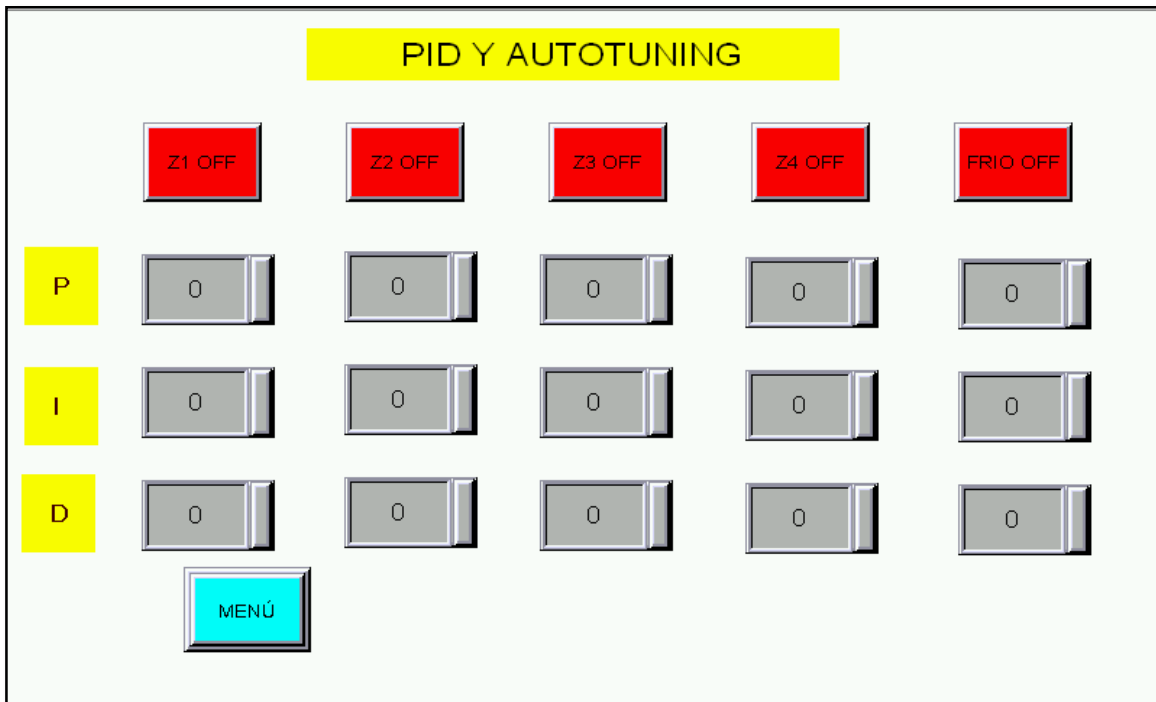 PID Y AUTOTUNING
Z1 OFF Z2 OFF Z3 OFF Z4 OFF FRIO OFF
P 0 0 0 0 0
I 0 0 0 0 0
D 0 0 0 0 0
MENÚ